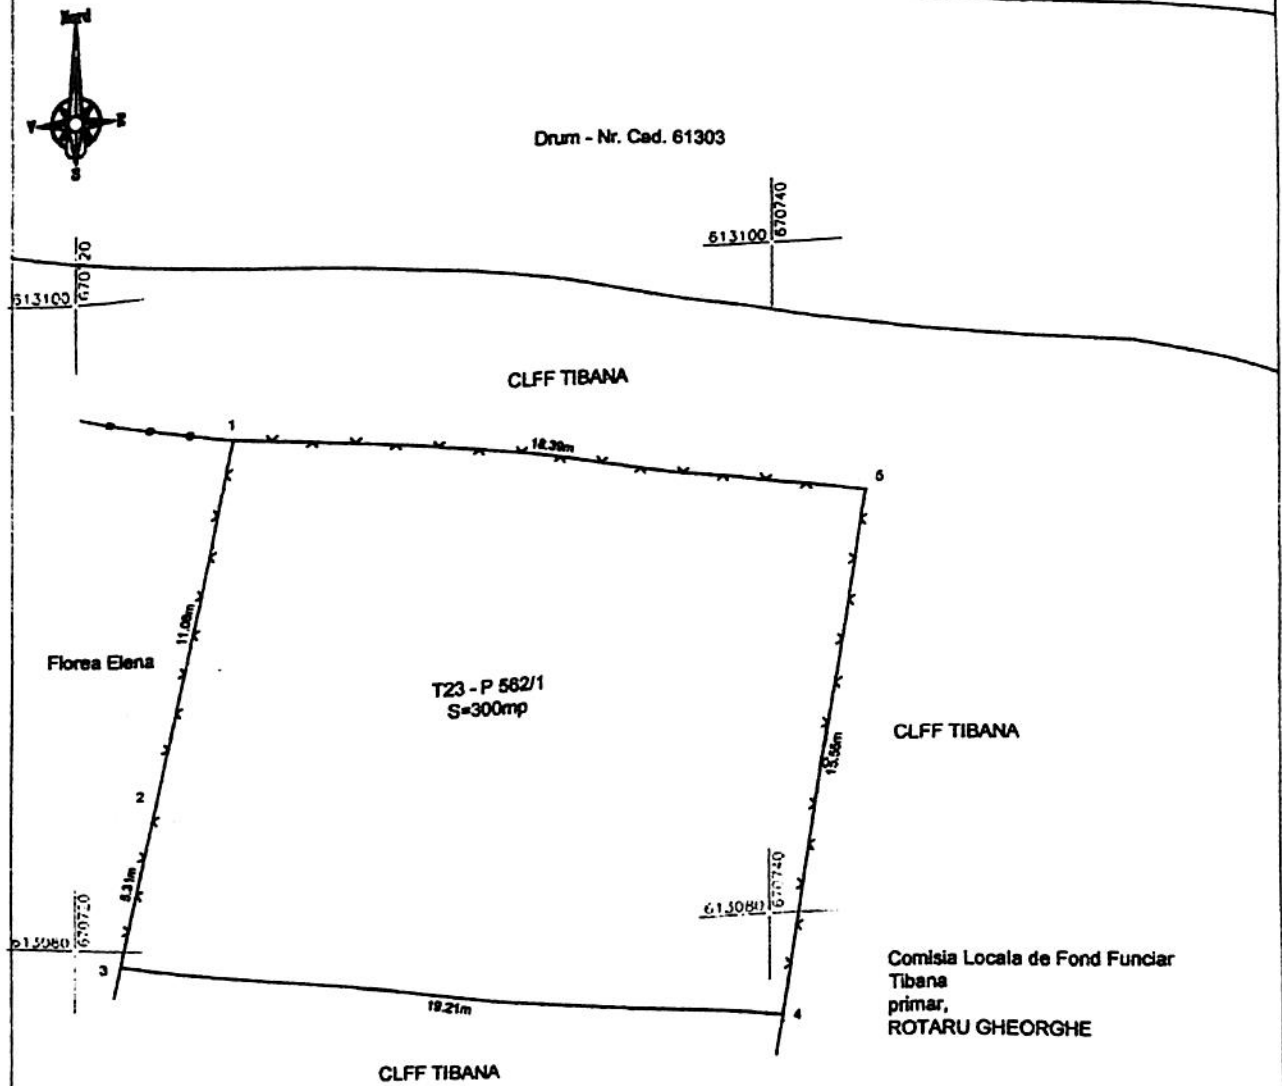 Nord
V E
S
Drum - Nr. Cad. 61303
670740
613100
670720
613100
CLFF TIBANA
1
18.39m
5
11.08m
Florea Elena
T23 - P 562/1
S=300mp
CLFF TIBANA
15.55m
2
5.31m
670740
613080
670720
613080
3
19.21m
4
Comisia Locala de Fond Funciar
Tibana
primar,
ROTARU GHEORGHE
CLFF TIBANA